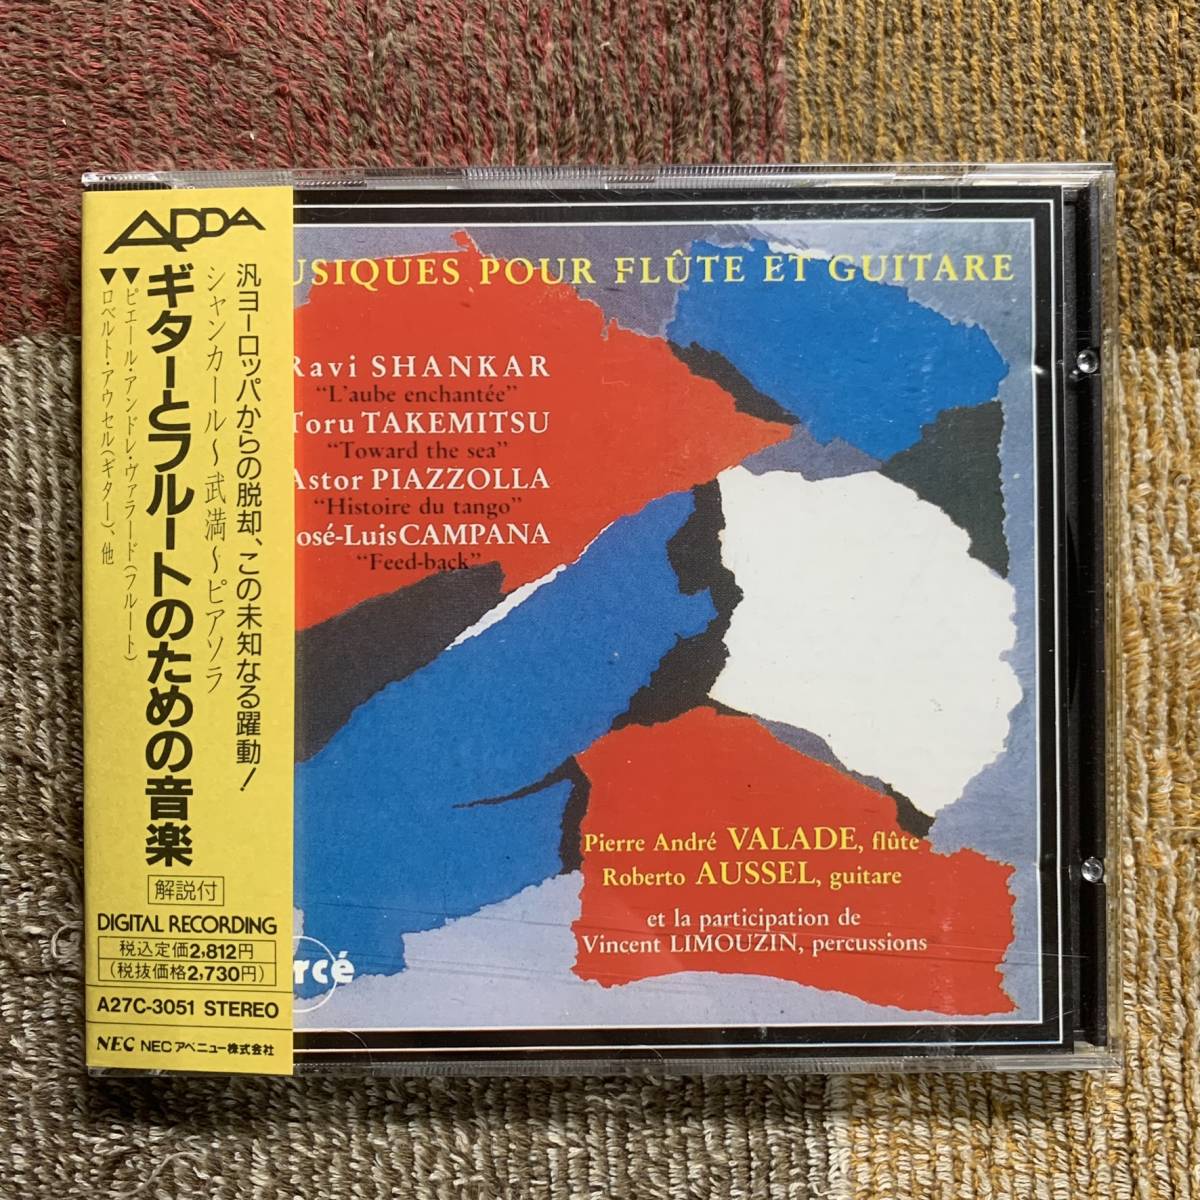 ADDA
汎ヨーロッパからの脱却、この未知なる躍動!
シャンカール〜武満〜ピアソラ
ギターとフルートのための音楽
▼ピエール・アンドレ・ヴァラード(フルート)
▼ロベルト・アウセル(ギター)、他
解説付
DIGITAL RECORDING
税込定価2,812円
(税抜価格2,730円)
A27C-3051 STEREO
NEC NECアベニュー株式会社
USIQUES POUR FLÛTE ET GUITARE
Ravi SHANKAR
“L'aube enchantée”
Toru TAKEMITSU
“Toward the sea”
Astor PIAZZOLLA
“Histoire du tango”
osé-Luis CAMPANA
“Feed-back”
Pierre André VALADE, flûte
Roberto AUSSEL, guitare
et la participation de
Vincent LIMOUZIN, percussions
rcé